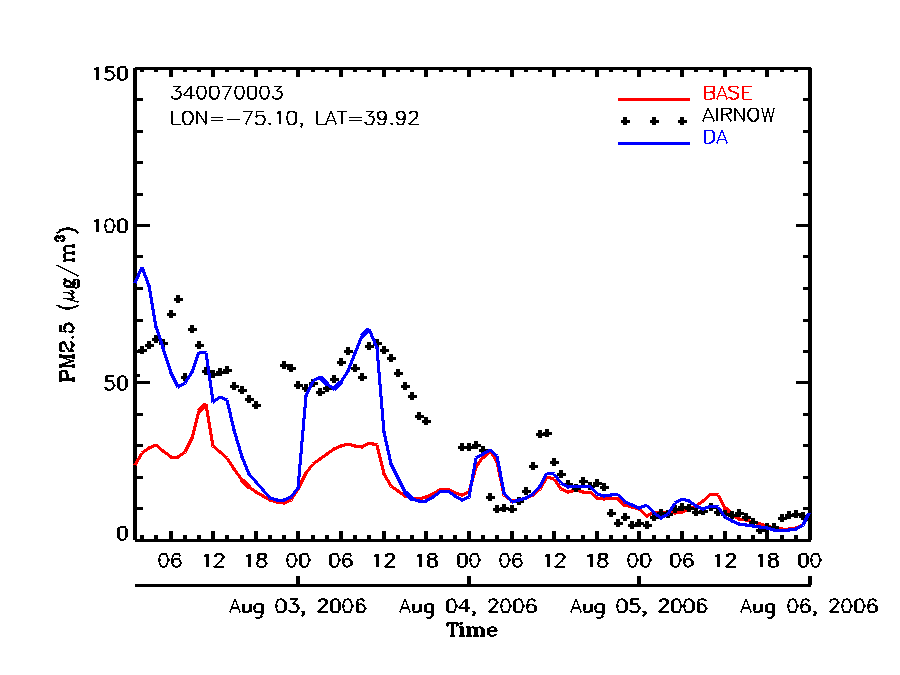 150
340070003
LON=−75.10, LAT=39.92
BASE
AIRNOW
DA
100
50
0
PM2.5 (μg/m³)
06 12 18 00 06 12 18 00 06 12 18 00 06 12 18 00
Aug 03, 2006 Aug 04, 2006 Aug 05, 2006 Aug 06, 2006
Time